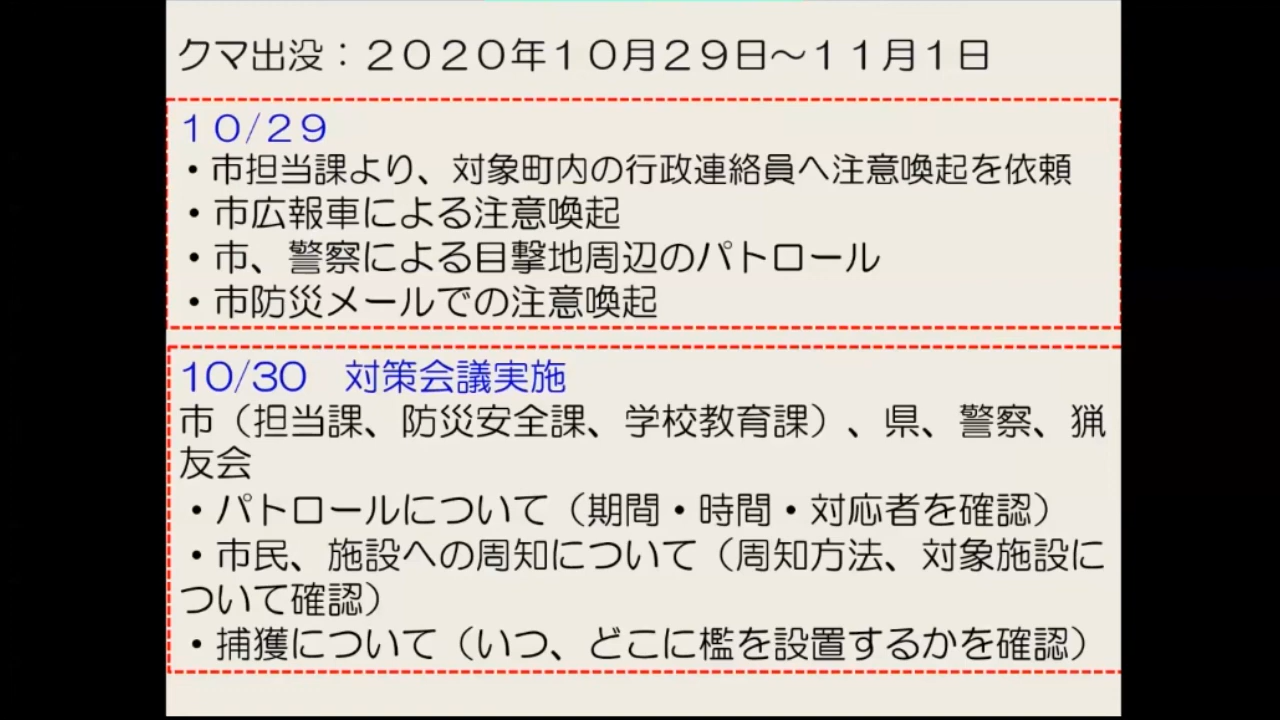 クマ出没：２０２０年１０月２９日～１１月１日
１０/２９
・市担当課より、対象町内の行政連絡員へ注意喚起を依頼
・市広報車による注意喚起
・市、警察による目撃地周辺のパトロール
・市防災メールでの注意喚起
10/30　対策会議実施
市（担当課、防災安全課、学校教育課）、県、警察、猟
友会
・パトロールについて（期間・時間・対応者を確認）
・市民、施設への周知について（周知方法、対象施設に
ついて確認）
・捕獲について（いつ、どこに檻を設置するかを確認）